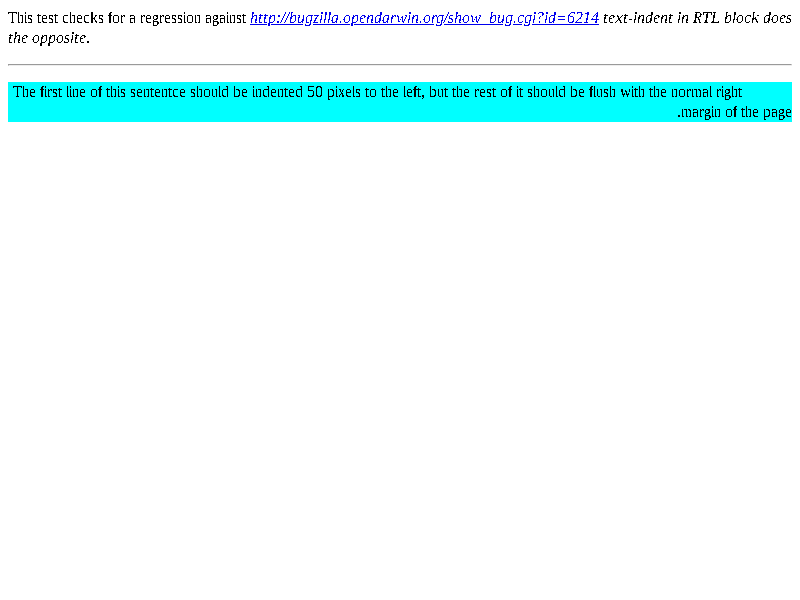 This test checks for a regression against http://bugzilla.opendarwin.org/show_bug.cgi?id=6214 text-indent in RTL block does
the opposite.
The first line of this sententce should be indented 50 pixels to the left, but the rest of it should be flush with the normal right
.margin of the page